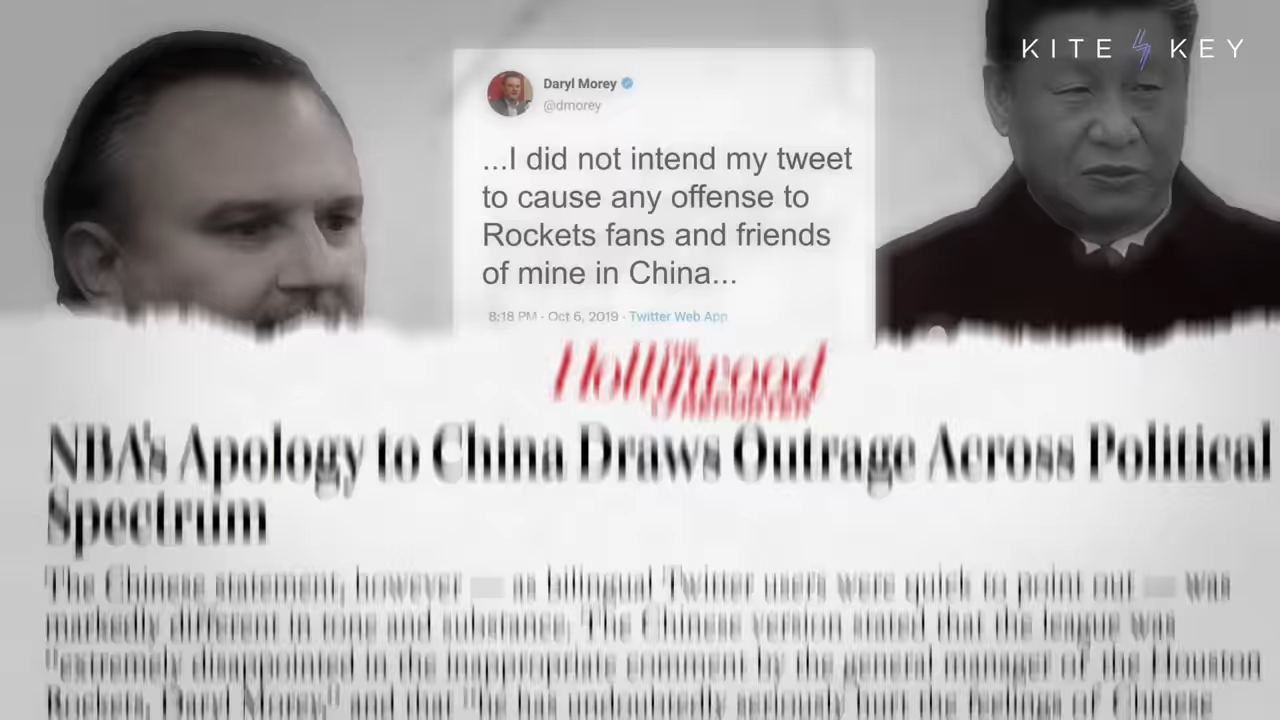 KITE KEY
Daryl Morey
@dmorey
...I did not intend my tweet
to cause any offense to
Rockets fans and friends
of mine in China...
8:18 PM · Oct 6, 2019 · Twitter Web App
THE
Hollywood
REPORTER
NBA's Apology to China Draws Outrage Across Political
Spectrum
The Chinese statement, however — as bilingual Twitter users were quick to point out — was
markedly different in tone and substance. The Chinese version stated that the league was
"extremely disappointed in the inappropriate comment by the general manager of the Houston
Rockets, Daryl Morey," and that "he has undoubtedly seriously hurt the feelings of Chinese